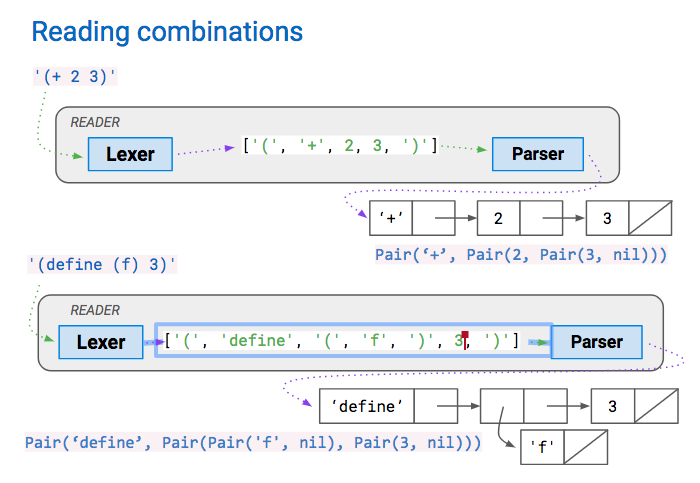 Reading combinations
'(+ 2 3)'
READER
Lexer
['(', '+', 2, 3, ')']
Parser
‘+’ 2 3
Pair(‘+’, Pair(2, Pair(3, nil)))
'(define (f) 3)'
READER
Lexer
['(', 'define', '(', 'f', ')', 3, ')']
Parser
‘define’ 3
Pair(‘define’, Pair(Pair('f', nil), Pair(3, nil)))
'f'